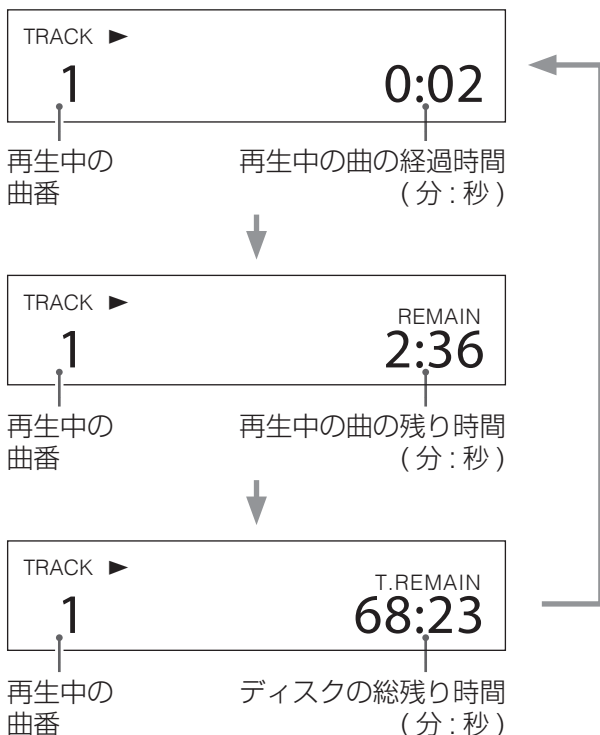 TRACK ►
1 0:02
再生中の 再生中の曲の経過時間
曲番 ( 分 : 秒 )
TRACK ►
REMAIN
1 2:36
再生中の 再生中の曲の残り時間
曲番 ( 分 : 秒 )
TRACK ►
T.REMAIN
1 68:23
再生中の ディスクの総残り時間
曲番 ( 分 : 秒 )